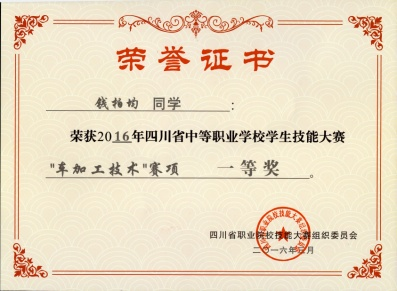 荣誉证书
钱柏均 同学 :
荣获2016年四川省中等职业学校学生技能大赛
"车加工技术"赛项 一等奖 。
四川省职业院校技能大赛组织委员会
二〇一六年 月